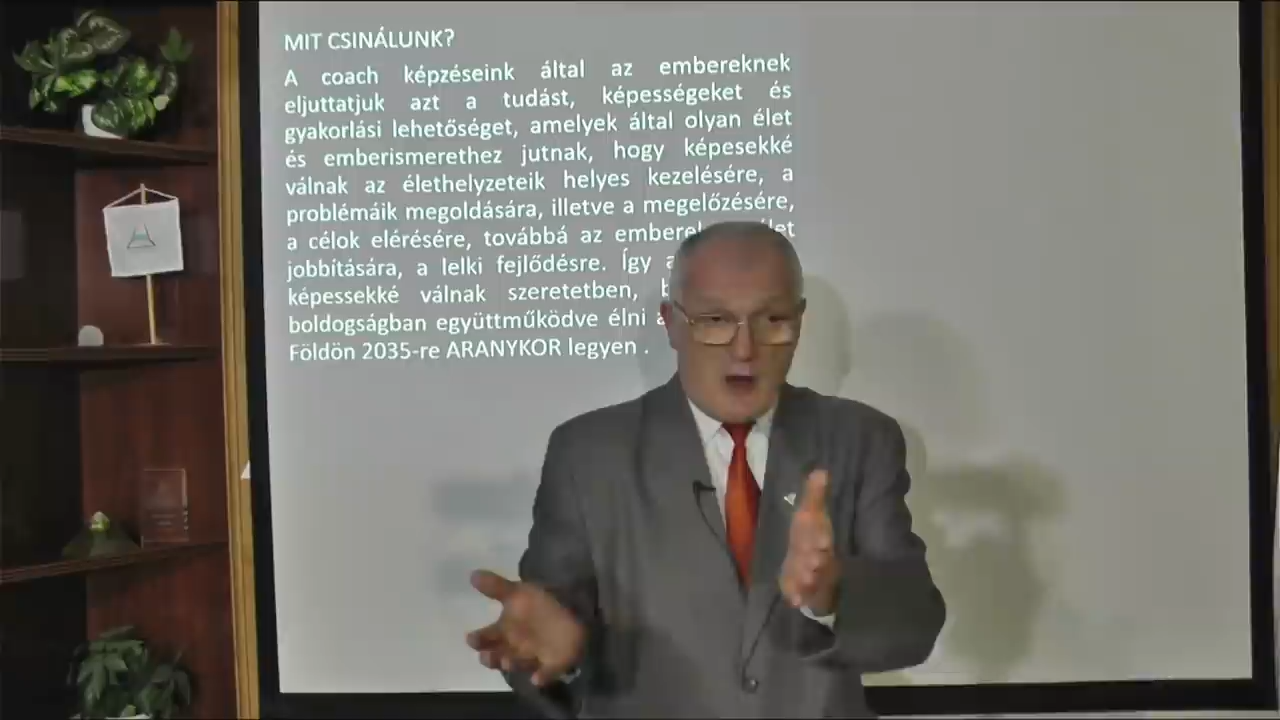 MIT CSINÁLUNK?
A coach képzéseink által az embereknek
eljuttatjuk azt a tudást, képességeket és
gyakorlási lehetőséget, amelyek által olyan élet
és emberismerethez jutnak, hogy képesekké
válnak az élethelyzeteik helyes kezelésére, a
problémáik megoldására, illetve a megelőzésére,
a célok elérésére, továbbá az
jobbítására, a lelki fejlődésre. Így
képessekké válnak szeretetben,
boldogságban együttműködve élni
Földön 2035-re ARANYKOR legyen .